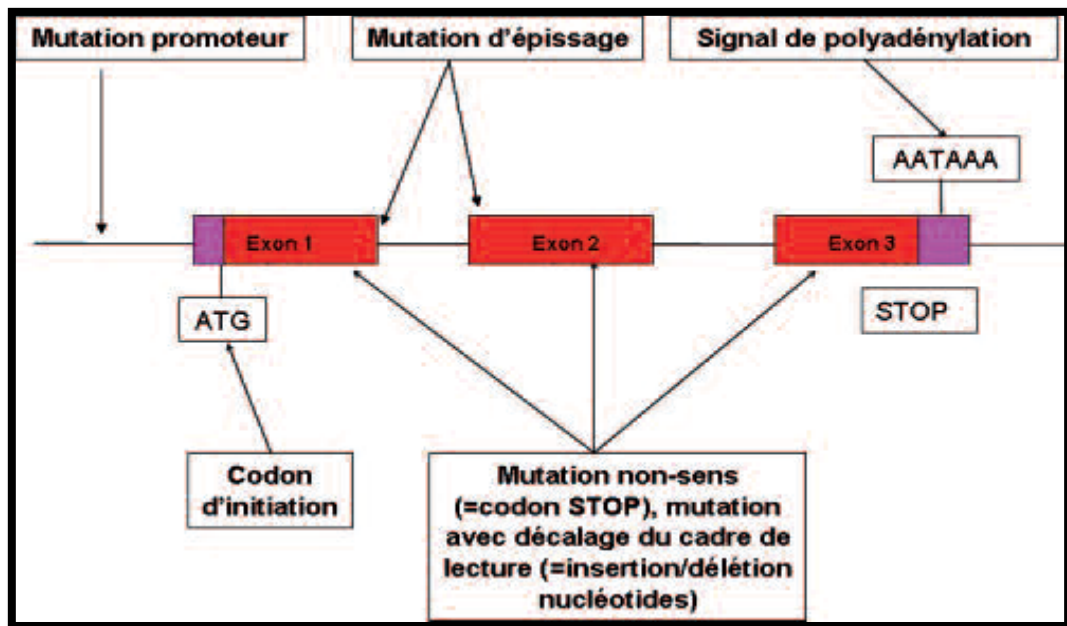 Mutation promoteur
Mutation d'épissage
Signal de polyadénylation
AATAAA
Exon 1
Exon 2
Exon 3
ATG
STOP
Codon
d'initiation
Mutation non-sens
(=codon STOP), mutation
avec décalage du cadre de
lecture (=insertion/délétion
nucléotides)